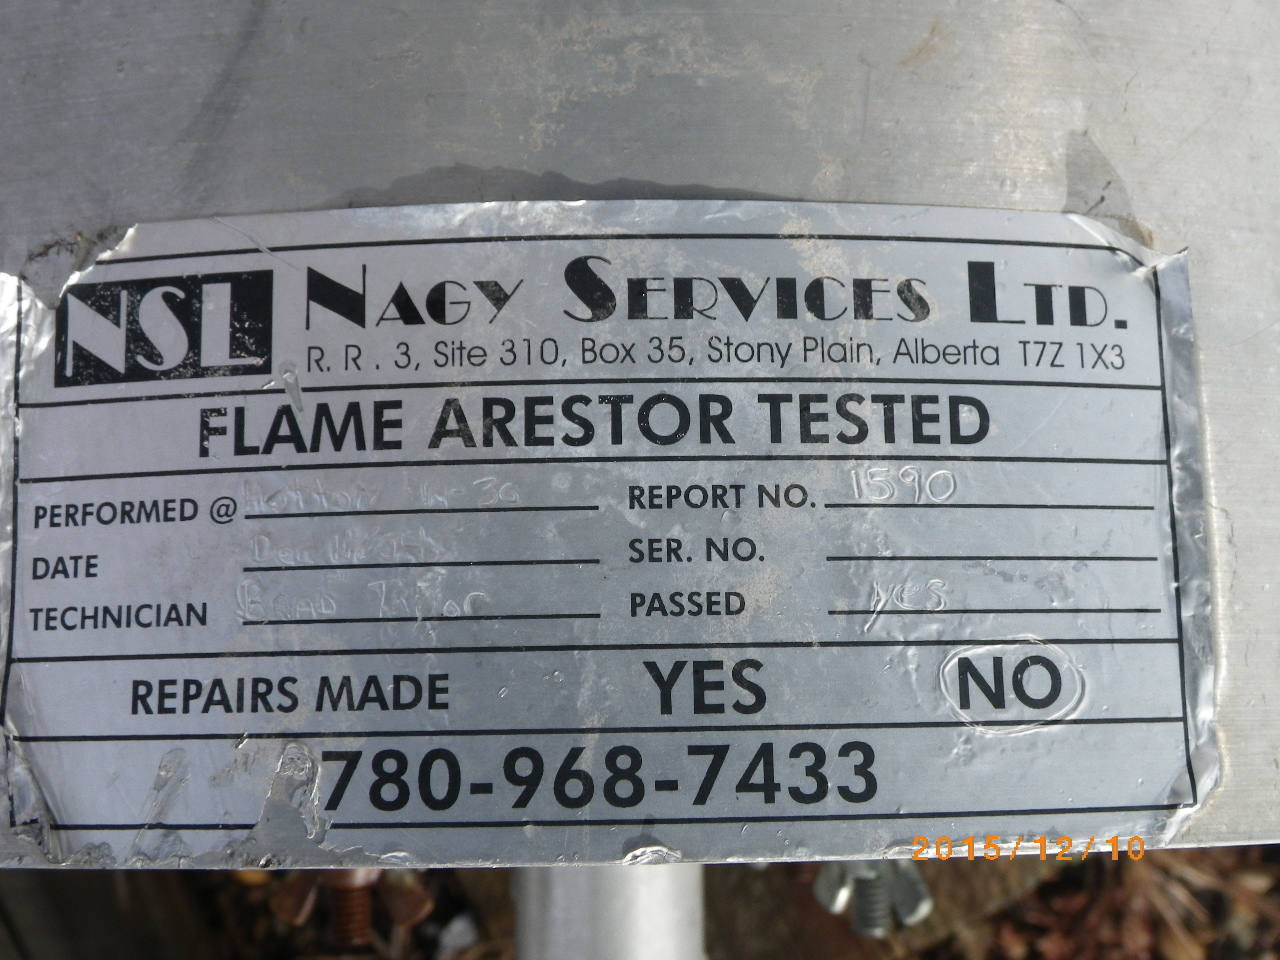 NSL NAGY SERVICES LTD.
R. R. 3, Site 310, Box 35, Stony Plain, Alberta T7Z 1X3
FLAME ARESTOR TESTED
PERFORMED @ REPORT NO. 1590
DATE SER. NO.
TECHNICIAN BRAD PASSED YES
REPAIRS MADE YES NO
780-968-7433
2015/12/10